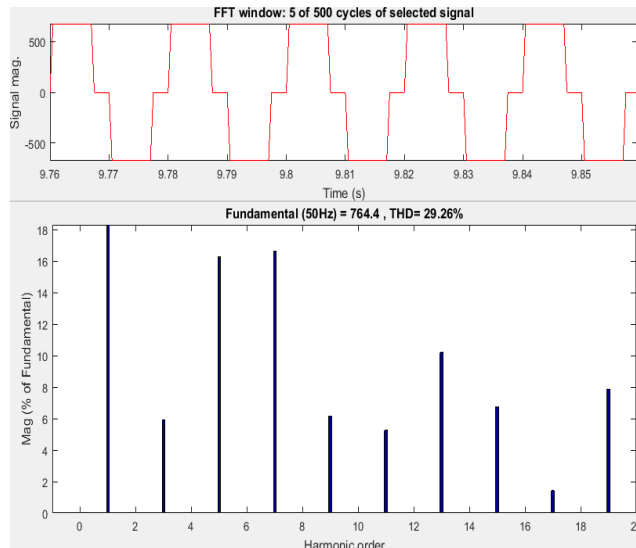 FFT window: 5 of 500 cycles of selected signal
Signal mag.
500
0
-500
9.76 9.77 9.78 9.79 9.8 9.81 9.82 9.83 9.84 9.85
Time (s)
Fundamental (50Hz) = 764.4 , THD= 29.26%
Mag (% of Fundamental)
18
16
14
12
10
8
6
4
2
0
0 2 4 6 8 10 12 14 16 18
Harmonic order